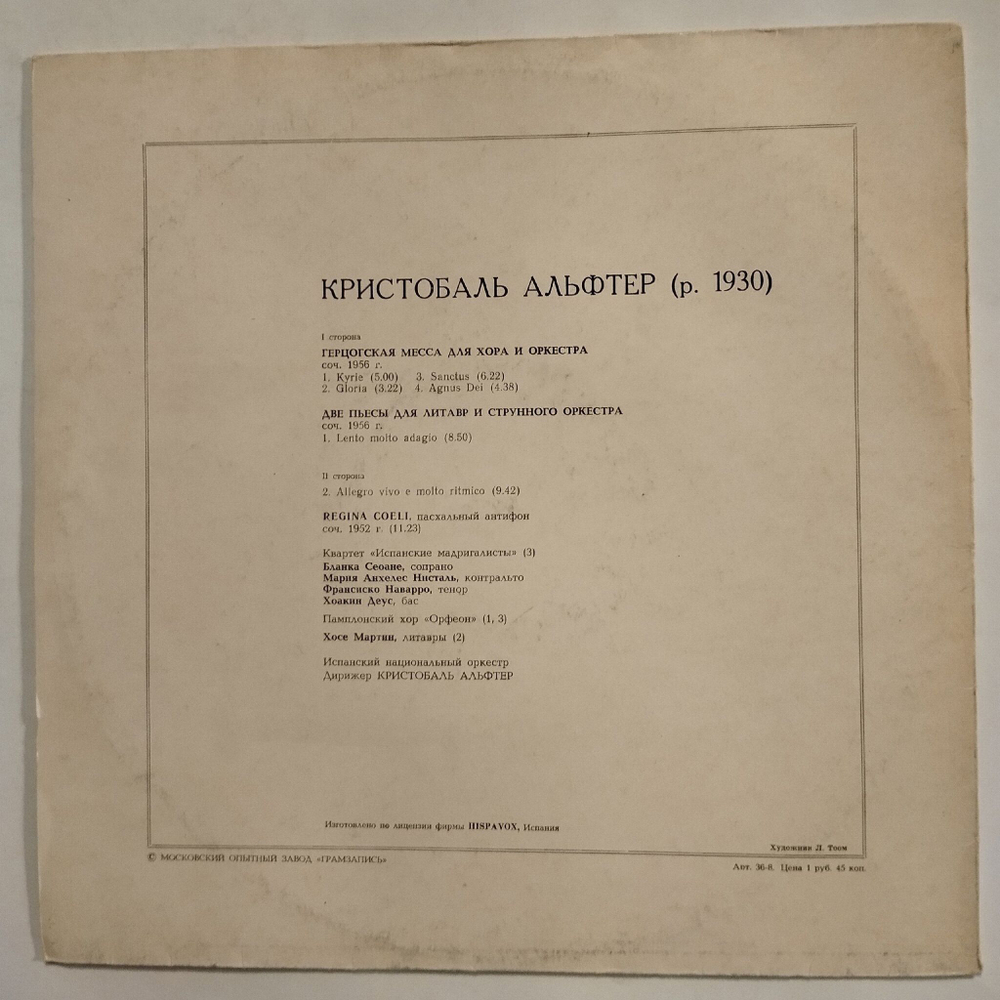 КРИСТОБАЛЬ АЛЬФТЕР (р. 1930)
I сторона
ГЕРЦОГСКАЯ МЕССА ДЛЯ ХОРА И ОРКЕСТРА
соч. 1956 г.
1. Kyrie (5.00) 3. Sanctus (6.22)
2. Gloria (3.22) 4. Agnus Dei (4.38)
ДВЕ ПЬЕСЫ ДЛЯ ЛИТАВР И СТРУННОГО ОРКЕСТРА
соч. 1956 г.
1. Lento molto adagio (8.50)
II сторона
2. Allegro vivo e molto ritmico (9.42)
REGINA COELI, пасхальный антифон
соч. 1952 г. (11.23)
Квартет «Испанские мадригалисты» (3)
Бланка Сеоане, сопрано
Мария Анхелес Нисталь, контральто
Франсиско Наварро, тенор
Хоакин Деус, бас
Памплонский хор «Орфеон» (1, 3)
Хосе Мартин, литавры (2)
Испанский национальный оркестр
Дирижер КРИСТОБАЛЬ АЛЬФТЕР
Изготовлено по лицензии фирмы HISPAVOX, Испания
Художник Л. Тоом
© МОСКОВСКИЙ ОПЫТНЫЙ ЗАВОД «ГРАМЗАПИСЬ»
Арт. 36-8. Цена 1 руб. 45 коп.